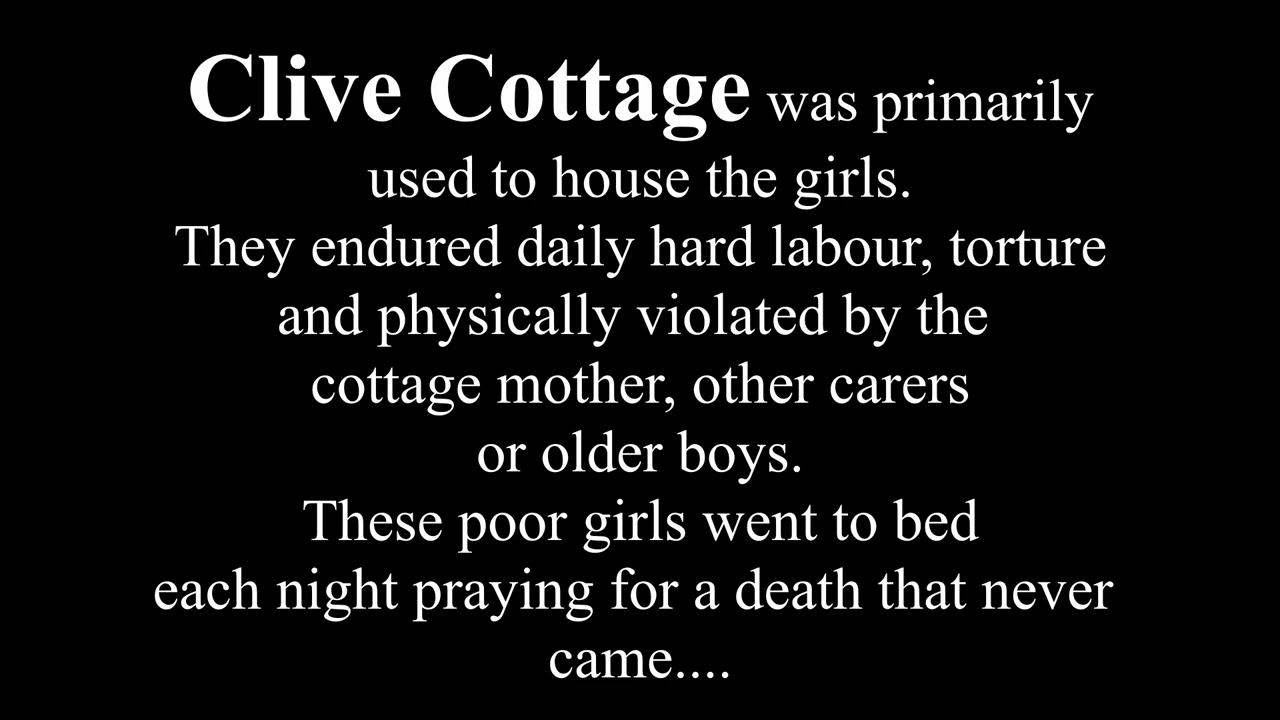 Clive Cottage was primarily
used to house the girls.
They endured daily hard labour, torture
and physically violated by the
cottage mother, other carers
or older boys.
These poor girls went to bed
each night praying for a death that never
came....